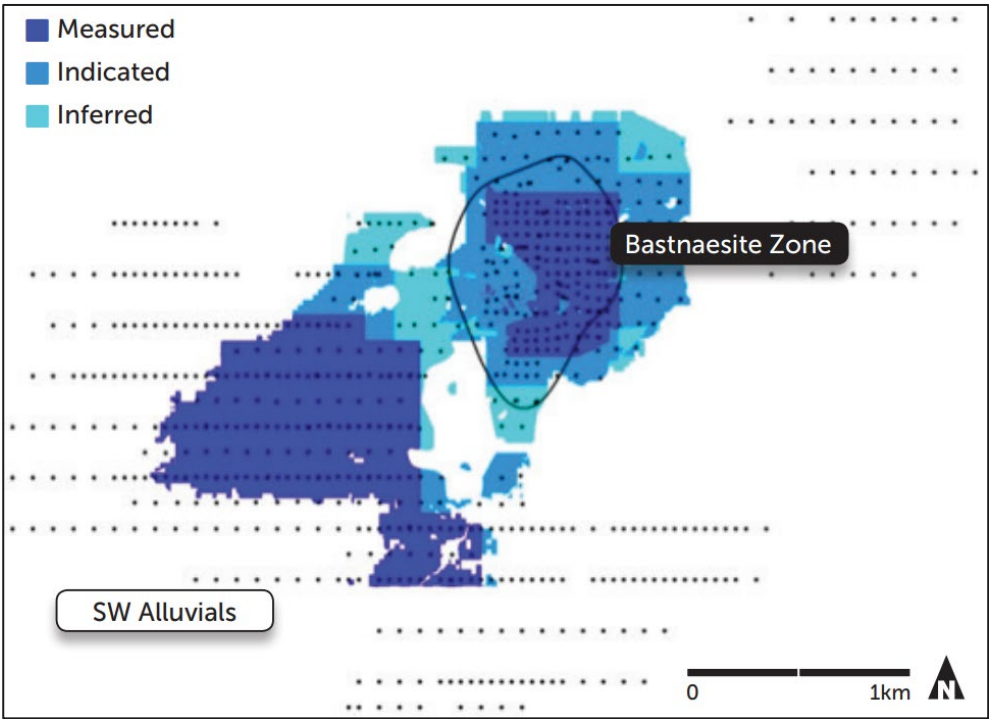 Measured
Indicated
Inferred
Bastnaesite Zone
SW Alluvials
0 1km
N